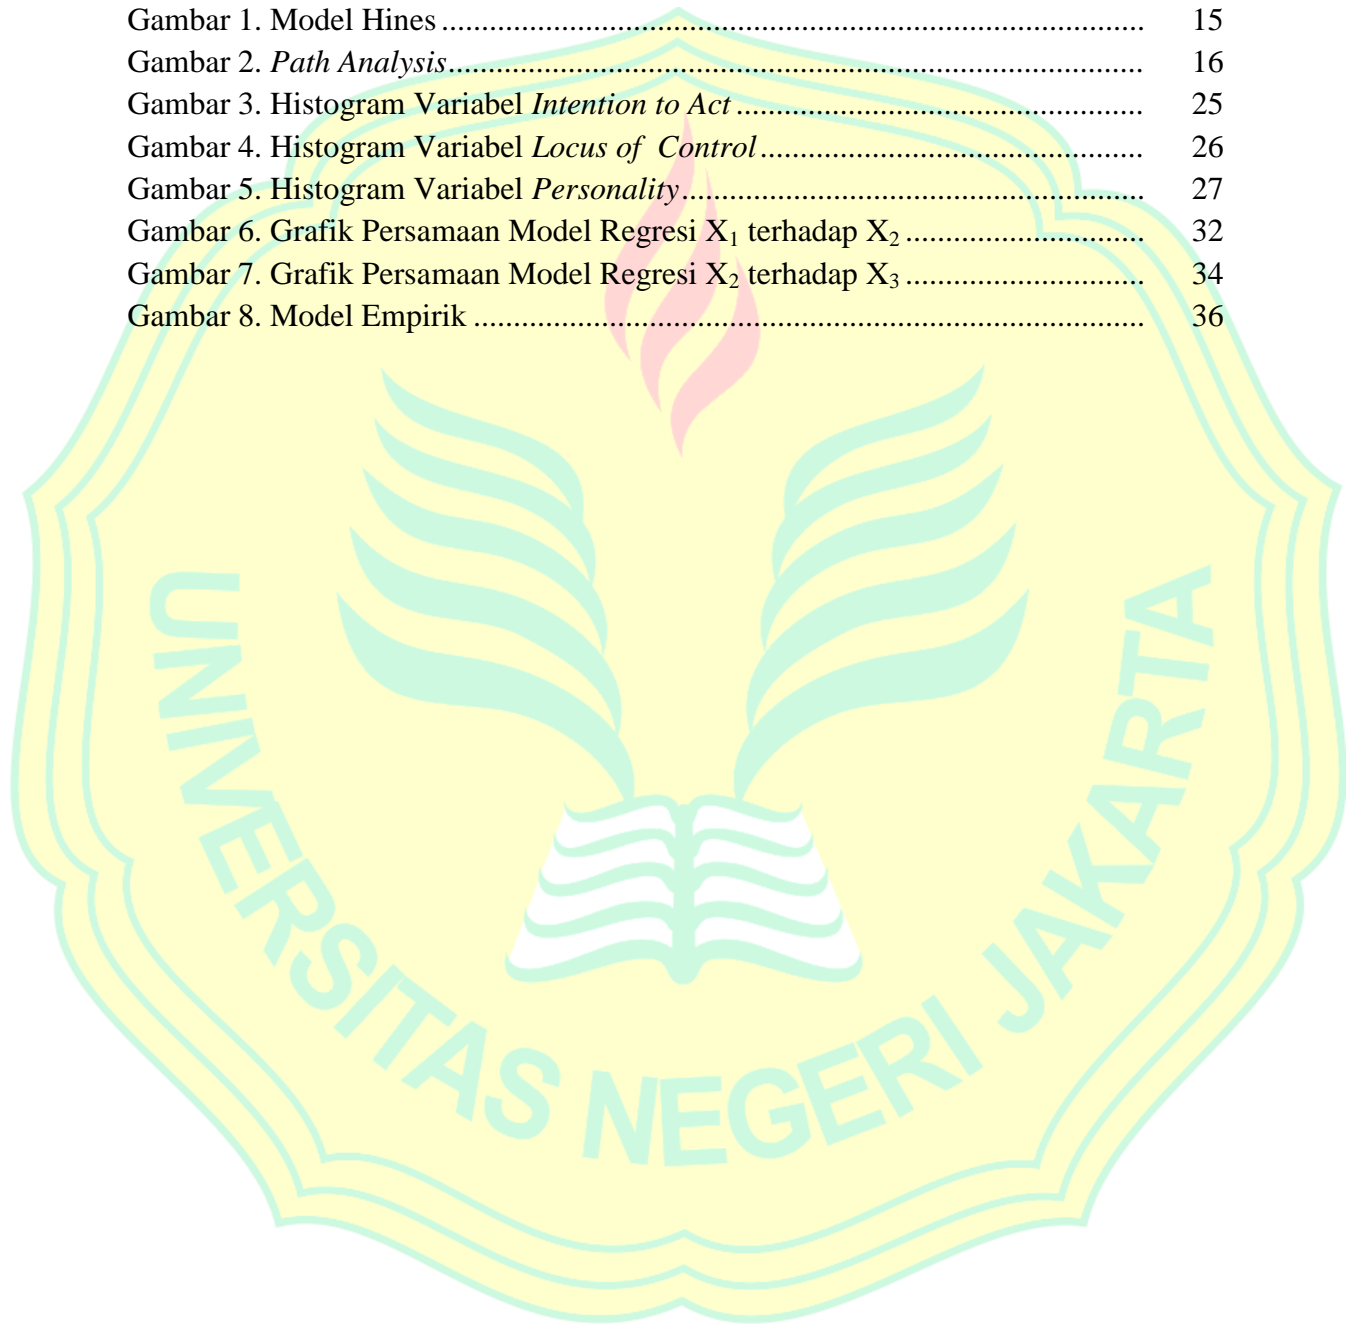 Gambar 1. Model Hines ........................................................................................ 15
Gambar 2. Path Analysis ....................................................................................... 16
Gambar 3. Histogram Variabel Intention to Act ................................................... 25
Gambar 4. Histogram Variabel Locus of Control ................................................ 26
Gambar 5. Histogram Variabel Personality .......................................................... 27
Gambar 6. Grafik Persamaan Model Regresi X₁ terhadap X₂ .............................. 32
Gambar 7. Grafik Persamaan Model Regresi X₂ terhadap X₃ .............................. 34
Gambar 8. Model Empirik .................................................................................... 36
UNIVERSITAS NEGERI JAKARTA